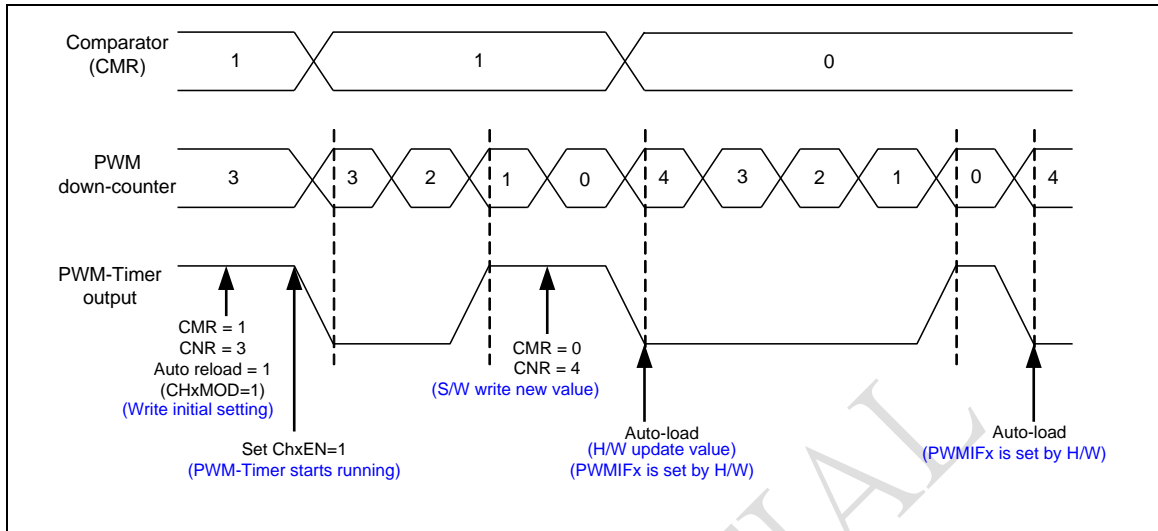 Comparator
(CMR)
1
1
0
PWM
down-counter
3
3
2
1
0
4
3
2
1
0
4
PWM-Timer
output
CMR = 1
CNR = 3
Auto reload = 1
(CHxMOD=1)
(Write initial setting)
CMR = 0
CNR = 4
(S/W write new value)
Set ChxEN=1
(PWM-Timer starts running)
Auto-load
(H/W update value)
(PWMIFx is set by H/W)
Auto-load
(PWMIFx is set by H/W)